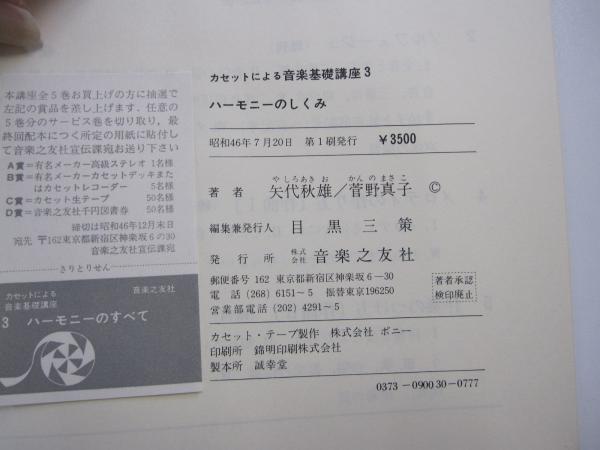 本講座全5巻お買上げの方に抽選で
左記の賞品を差し上げます、任意の
5巻分のサービス巻を切り取り、最
終回配本につく所定の用紙に貼付し
て音楽之友社宣伝課宛お送り下さい
A賞=有名メーカー高級ステレオ 1名様
B賞=有名メーカーカセットデッキまた
はカセットレコーダー 5名様
C賞=カセット生テープ 50名様
D賞=音楽之友社千円図書券 50名様
締切は昭和46年12月末日
宛先 〒162東京都新宿区神楽坂6の30
音楽之友社宣伝課宛
きりとりせん
カセットによる
音楽基礎講座
音楽之友社
3 ハーモニーのすべて
カセットによる音楽基礎講座3
ハーモニーのしくみ
昭和46年7月20日 第1刷発行 ¥3500
やしろあき お かんの まさ こ
著者 矢代秋雄/菅野真子 ©
編集兼発行人 目黒三策
発行所 株式会社 音楽之友社
郵便番号 162 東京都新宿区神楽坂6−30
電話 (268) 6151〜5 振替東京196250
営業部電話 (202) 4291〜5
著者承認
検印廃止
カセット・テープ製作 株式会社 ポニー
印刷所 錦明印刷株式会社
製本所 誠幸堂
0373−090030−0777